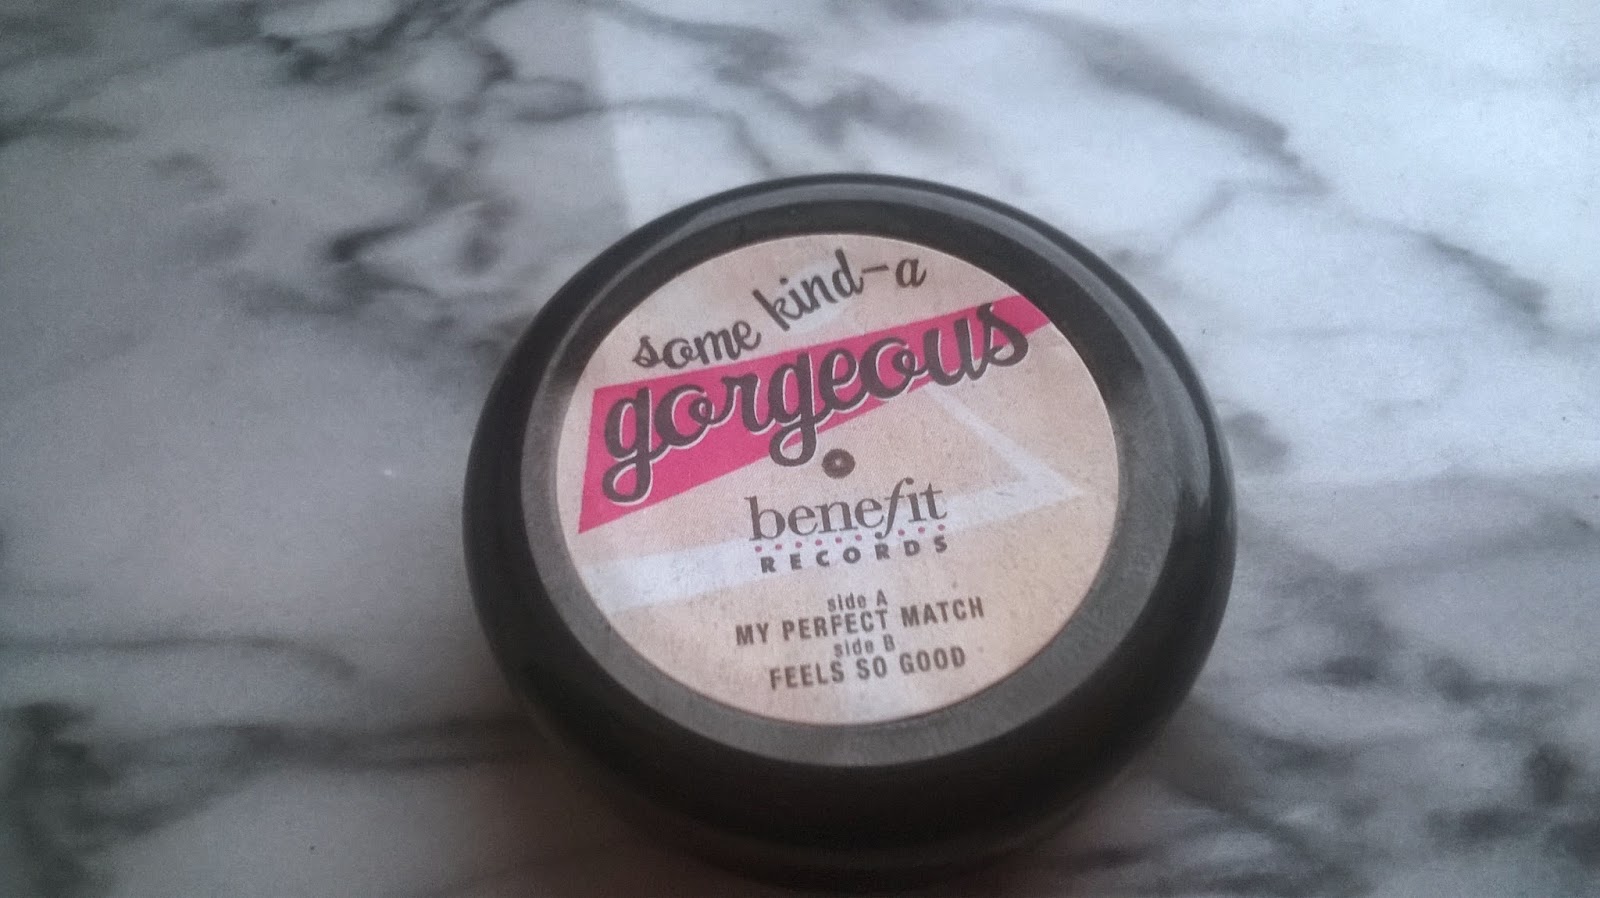 some kind-a
gorgeous
benefit
RECORDS
side A
MY PERFECT MATCH
side B
FEELS SO GOOD